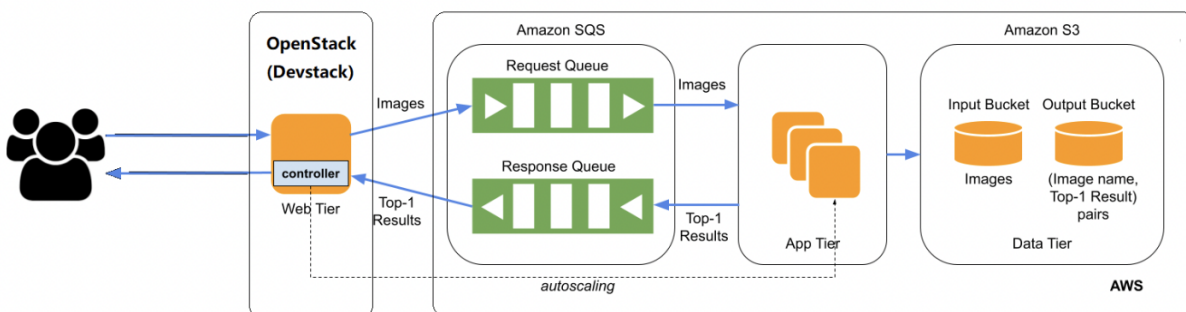 OpenStack
(Devstack)
controller
Web Tier
Images
Top-1
Results
Amazon SQS
Request Queue
Response Queue
Images
Top-1
Results
autoscaling
App Tier
Amazon S3
Input Bucket
Output Bucket
Images
(Image name,
Top-1 Result)
pairs
Data Tier
AWS